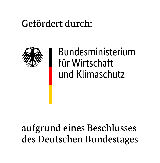 Gefördert durch:
Bundesministerium
für Wirtschaft
und Klimaschutz
aufgrund eines Beschlusses
des Deutschen Bundestages